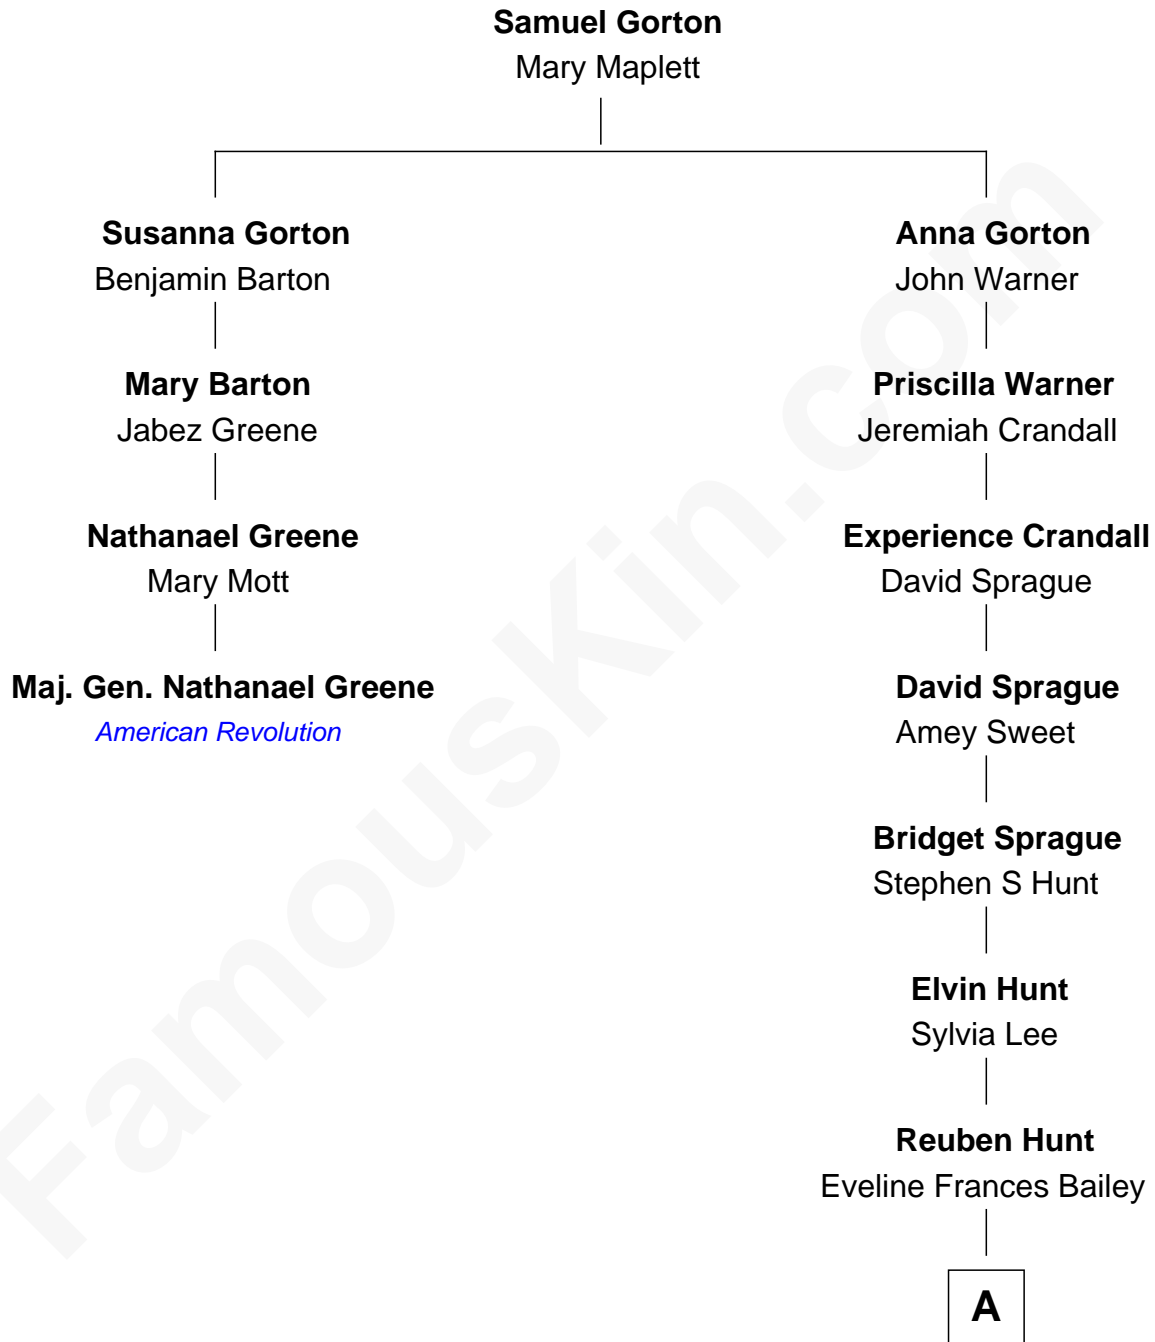 Samuel Gorton
Mary Maplett
Susanna Gorton
Benjamin Barton
Mary Barton
Jabez Greene
Nathanael Greene
Mary Mott
Maj. Gen. Nathanael Greene
American Revolution
Anna Gorton
John Warner
Priscilla Warner
Jeremiah Crandall
Experience Crandall
David Sprague
David Sprague
Amey Sweet
Bridget Sprague
Stephen S Hunt
Elvin Hunt
Sylvia Lee
Reuben Hunt
Eveline Frances Bailey
A
FamousKin.com